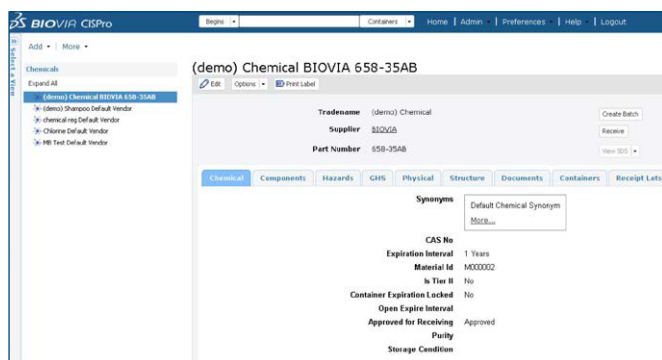 BIOVIA CISPro
Begins
Containers
Home | Admin | Preferences | Help | Logout
Select a View
Add | More
Chemicals
Expand All
(demo) Chemical BIOVIA 658-35AB
(demo) Shampoo Default Vendor
chemical reg Default Vendor
Chlorine Default Vendor
MB Test Default Vendor
(demo) Chemical BIOVIA 658-35AB
Edit Options Print Label
Tradename (demo) Chemical
Supplier BIOVIA
Part Number 658-35AB
Create Batch
Receive
View SDS
Chemical Components Hazards GHS Physical Structure Documents Containers Receipt Lots
Synonyms
Default Chemical Synonym
More...
CAS No
Expiration Interval 1 Years
Material Id M000002
Is Tier II No
Container Expiration Locked No
Open Expire Interval
Approved for Receiving Approved
Purity
Storage Condition